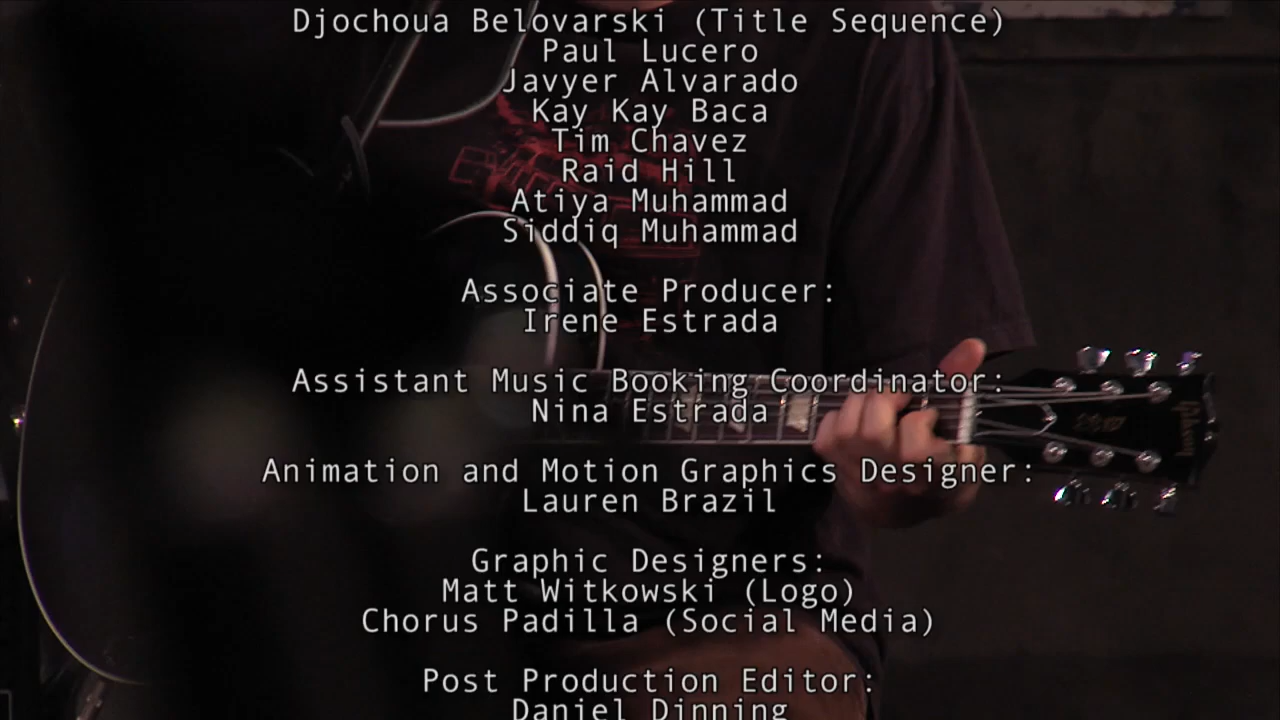 Djochoua Belovarski (Title Sequence)
Paul Lucero
Javyer Alvarado
Kay Kay Baca
Tim Chavez
Raid Hill
Atiya Muhammad
Siddiq Muhammad
Associate Producer:
Irene Estrada
Assistant Music Booking Coordinator:
Nina Estrada
Animation and Motion Graphics Designer:
Lauren Brazil
Graphic Designers:
Matt Witkowski (Logo)
Chorus Padilla (Social Media)
Post Production Editor:
Daniel Dinning